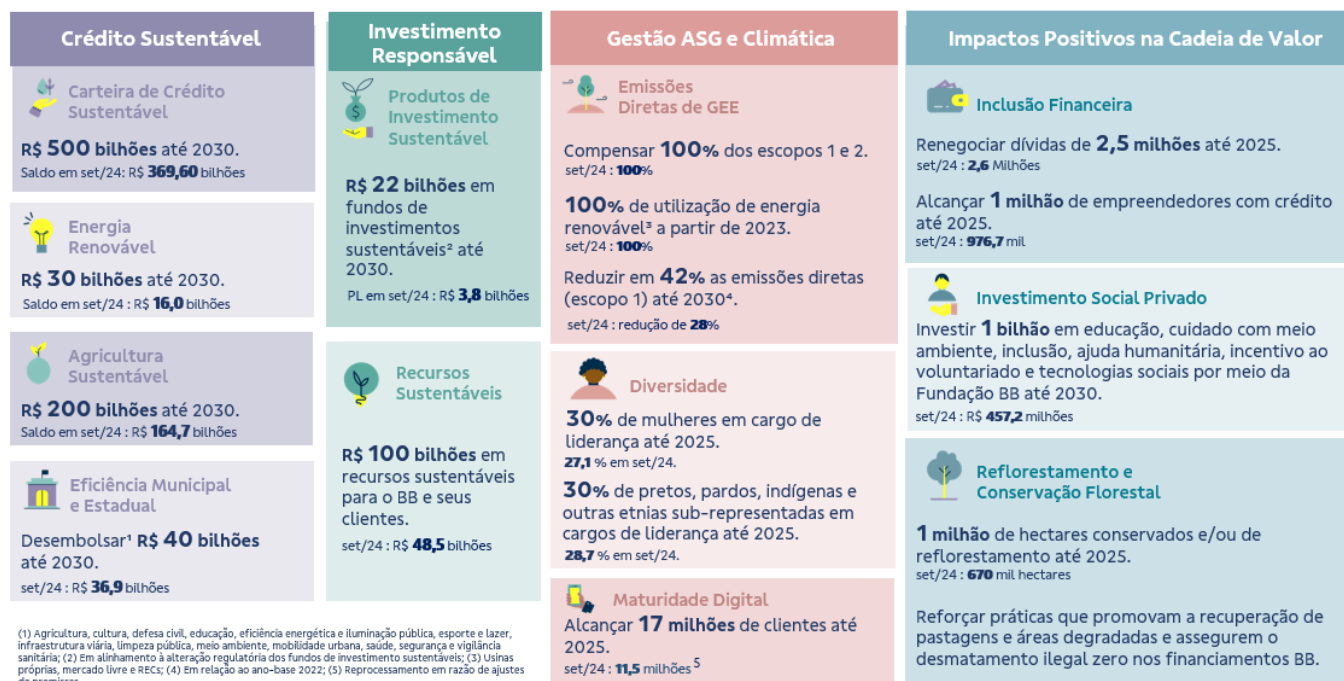 Crédito Sustentável
Carteira de Crédito
Sustentável
R$ 500 bilhões até 2030.
Saldo em set/24: R$ 369,60 bilhões
Energia
Renovável
R$ 30 bilhões até 2030.
Saldo em set/24 : R$ 16,0 bilhões
Agricultura
Sustentável
R$ 200 bilhões até 2030.
Saldo em set/24 : R$ 164,7 bilhões
Eficiência Municipal
e Estadual
Desembolsar¹ R$ 40 bilhões
até 2030.
set/24 : R$ 36,9 bilhões
(1) Agricultura, cultura, defesa civil, educação, eficiência energética e iluminação pública, esporte e lazer,
infraestrutura viária, limpeza pública, meio ambiente, mobilidade urbana, saúde, segurança e vigilância
sanitária; (2) Em alinhamento à alteração regulatória dos fundos de investimento sustentáveis; (3) Usinas
próprias, mercado livre e RECs; (4) Em relação ao ano-base 2022; (5) Reprocessamento em razão de ajustes
Investimento
Responsável
Produtos de
Investimento
Sustentável
R$ 22 bilhões em
fundos de
investimentos
sustentáveis² até
2030.
PL em set/24 : R$ 3,8 bilhões
Recursos
Sustentáveis
R$ 100 bilhões em
recursos sustentáveis
para o BB e seus
clientes.
set/24 : R$ 48,5 bilhões
Gestão ASG e Climática
Emissões
Diretas de GEE
Compensar 100% dos escopos 1 e 2.
set/24 : 100%
100% de utilização de energia
renovável³ a partir de 2023.
set/24 : 100%
Reduzir em 42% as emissões diretas
(escopo 1) até 2030⁴.
set/24 : redução de 28%
Diversidade
30% de mulheres em cargo de
liderança até 2025.
27,1 % em set/24.
30% de pretos, pardos, indígenas e
outras etnias sub-representadas em
cargos de liderança até 2025.
28,7 % em set/24.
Maturidade Digital
Alcançar 17 milhões de clientes até
2025.
set/24 : 11,5 milhões ⁵
Impactos Positivos na Cadeia de Valor
Inclusão Financeira
Renegociar dívidas de 2,5 milhões até 2025.
set/24 : 2,6 Milhões
Alcançar 1 milhão de empreendedores com crédito
até 2025.
set/24 : 976,7 mil
Investimento Social Privado
Investir 1 bilhão em educação, cuidado com meio
ambiente, inclusão, ajuda humanitária, incentivo ao
voluntariado e tecnologias sociais por meio da
Fundação BB até 2030.
set/24 : R$ 457,2 milhões
Reflorestamento e
Conservação Florestal
1 milhão de hectares conservados e/ou de
reflorestamento até 2025.
set/24 : 670 mil hectares
Reforçar práticas que promovam a recuperação de
pastagens e áreas degradadas e assegurem o
desmatamento ilegal zero nos financiamentos BB.